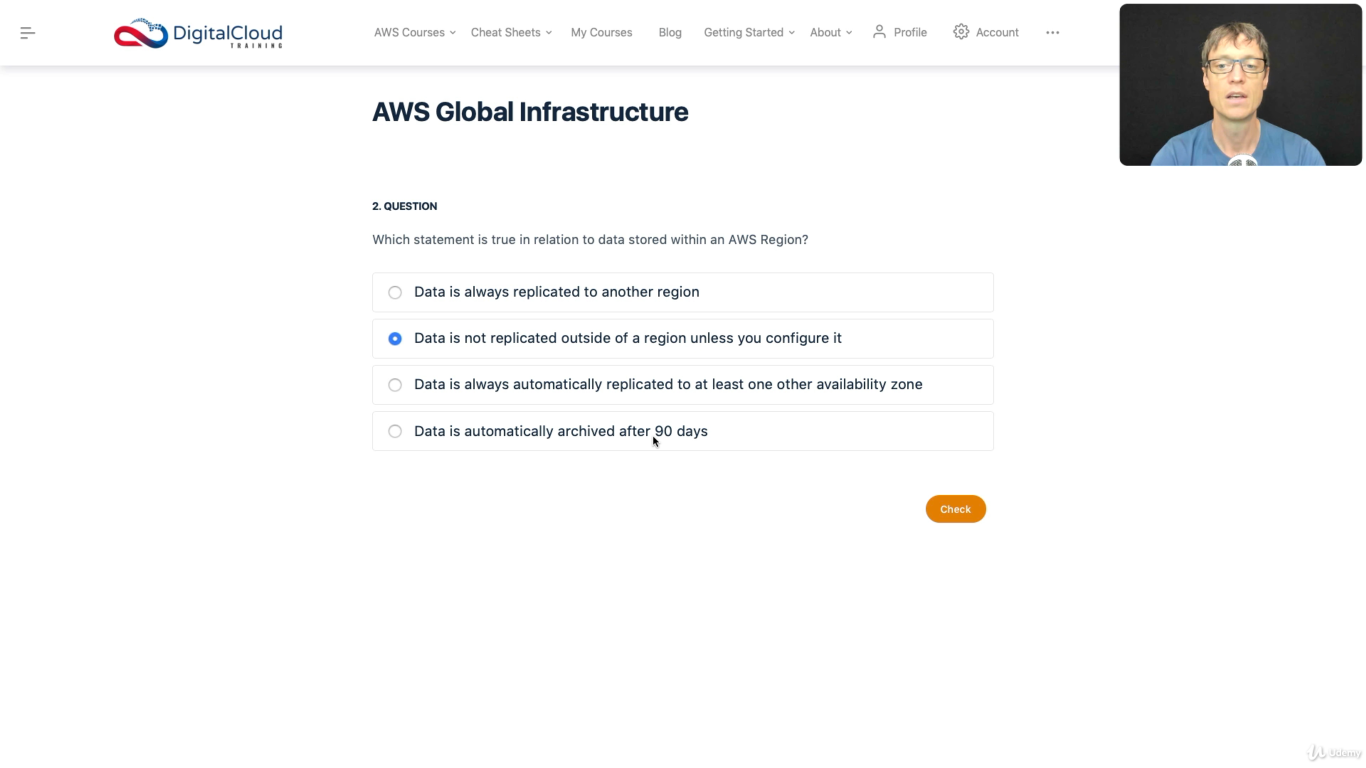 DigitalCloud
TRAINING
AWS Courses
Cheat Sheets
My Courses
Blog
Getting Started
About
Profile
Account
AWS Global Infrastructure
2. QUESTION
Which statement is true in relation to data stored within an AWS Region?
Data is always replicated to another region
Data is not replicated outside of a region unless you configure it
Data is always automatically replicated to at least one other availability zone
Data is automatically archived after 90 days
Check
Udemy